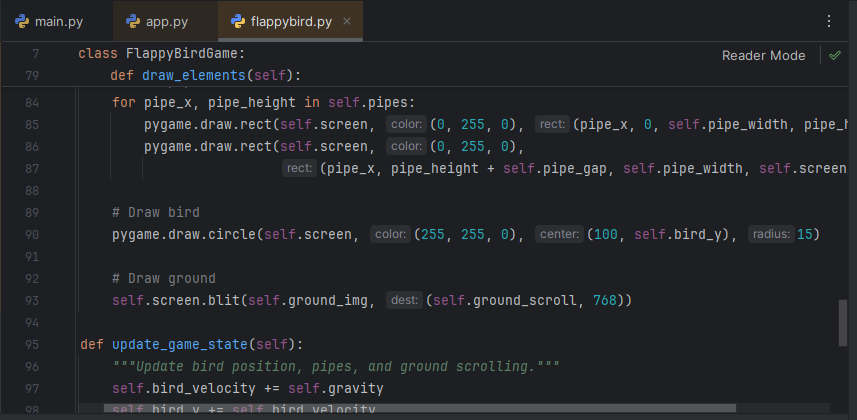 main.py app.py flappybird.py
7 class FlappyBirdGame: Reader Mode
79 def draw_elements(self):
84 for pipe_x, pipe_height in self.pipes:
85 pygame.draw.rect(self.screen, color: (0, 255, 0), rect: (pipe_x, 0, self.pipe_width, pipe_h
86 pygame.draw.rect(self.screen, color: (0, 255, 0),
87 rect: (pipe_x, pipe_height + self.pipe_gap, self.pipe_width, self.screen
88
89 # Draw bird
90 pygame.draw.circle(self.screen, color: (255, 255, 0), center: (100, self.bird_y), radius: 15)
91
92 # Draw ground
93 self.screen.blit(self.ground_img, dest: (self.ground_scroll, 768))
94
95 def update_game_state(self):
96 """Update bird position, pipes, and ground scrolling."""
97 self.bird_velocity += self.gravity
98 self.bird_y += self.bird_velocity